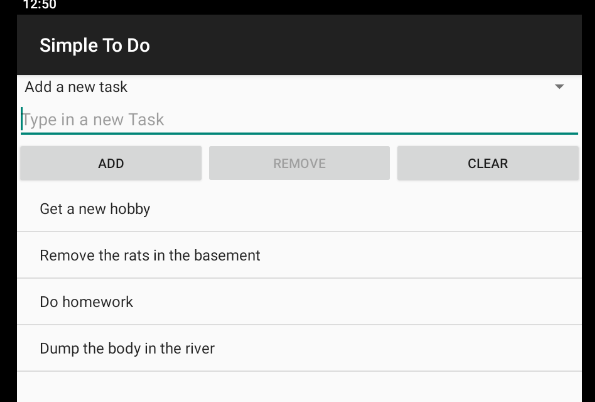 12:50
Simple To Do
Add a new task
Type in a new Task
ADD REMOVE CLEAR
Get a new hobby
Remove the rats in the basement
Do homework
Dump the body in the river